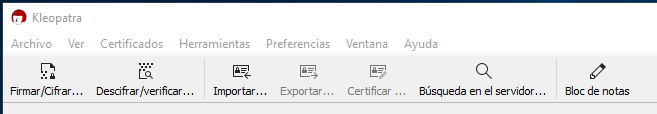 Kleopatra
Archivo Ver Certificados Herramientas Preferencias Ventana Ayuda
Firmar/Cifrar... Descifrar/verificar... Importar... Exportar... Certificar ... Búsqueda en el servidor... Bloc de notas